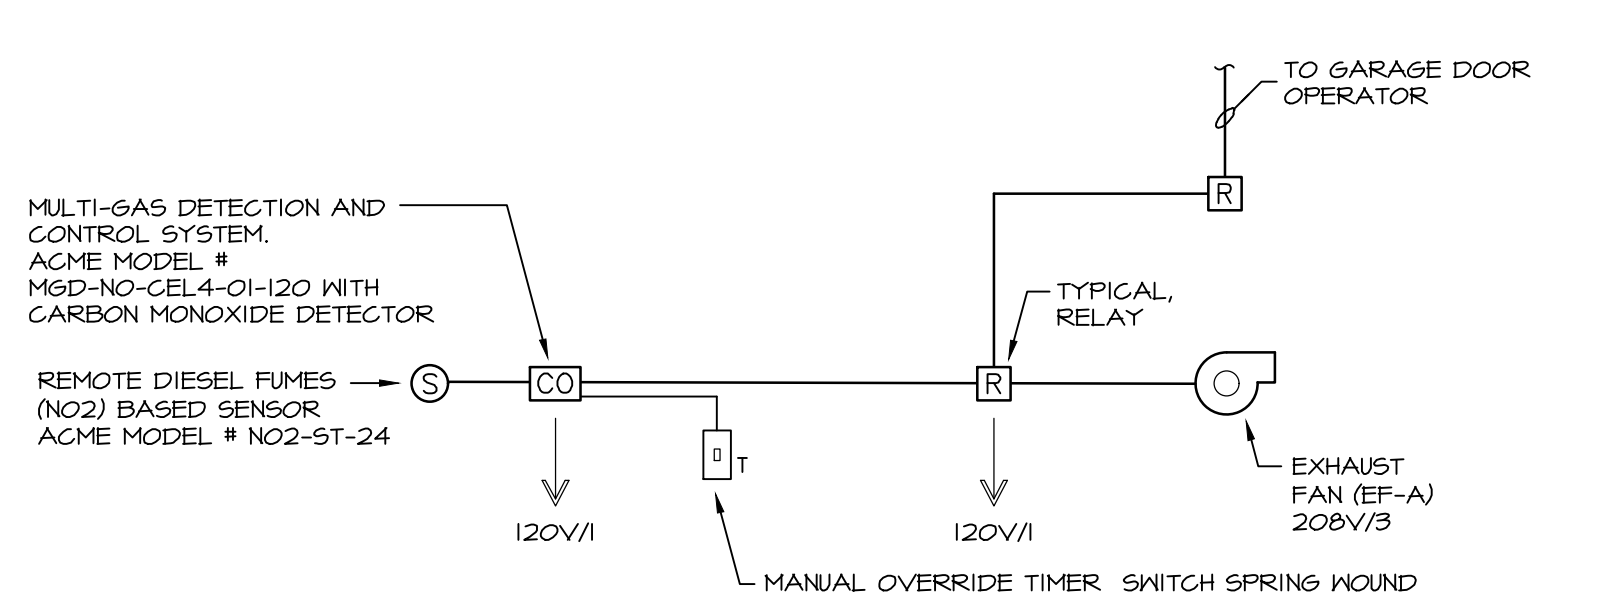 TO GARAGE DOOR
OPERATOR
R
MULTI-GAS DETECTION AND
CONTROL SYSTEM.
ACME MODEL #
MGD-NO-CEL4-01-120 WITH
CARBON MONOXIDE DETECTOR
TYPICAL,
RELAY
REMOTE DIESEL FUMES
(NO2) BASED SENSOR
ACME MODEL # NO2-ST-24
S
CO
R
T
EXHAUST
FAN (EF-A)
208V/3
120V/1
120V/1
MANUAL OVERRIDE TIMER SWITCH SPRING WOUND